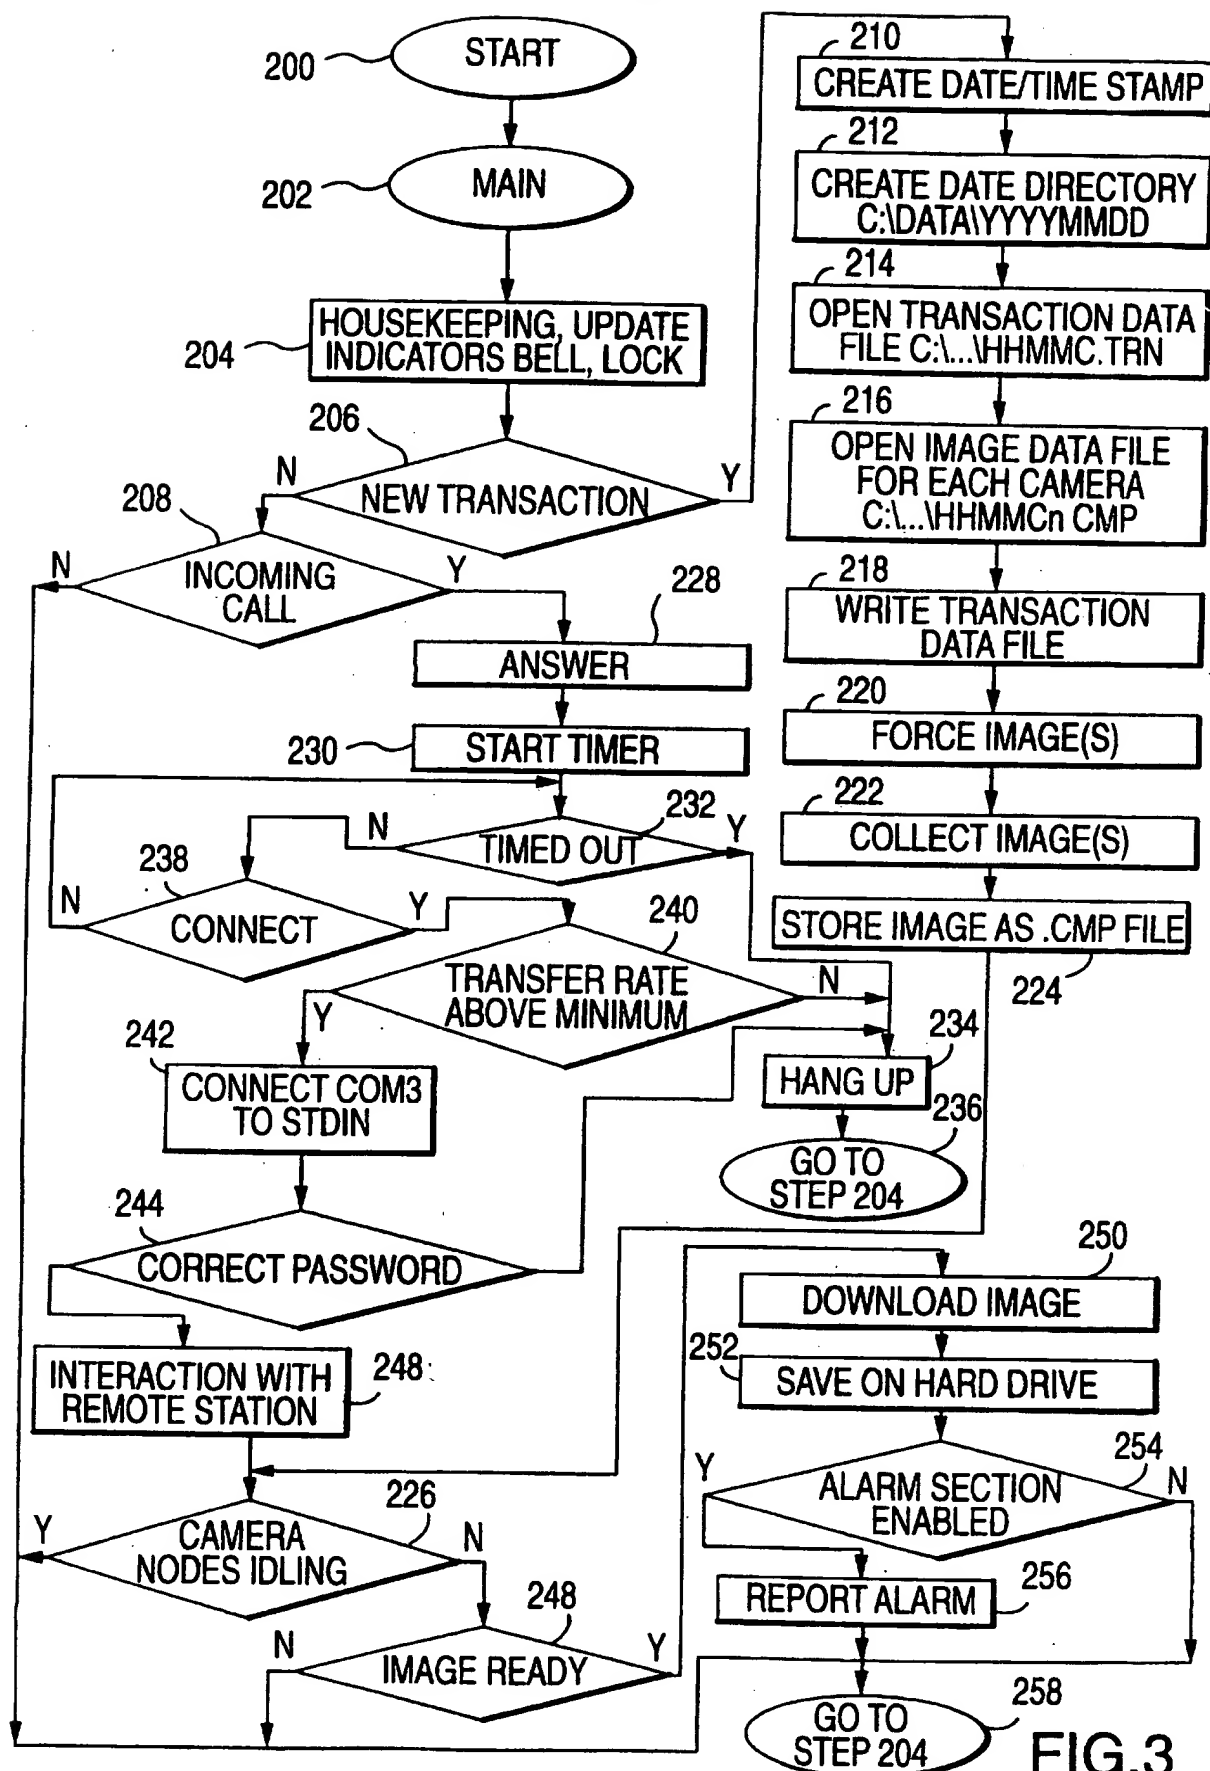 200
START
202
MAIN
204
HOUSEKEEPING, UPDATE
INDICATORS BELL, LOCK
206
N
NEW TRANSACTION
Y
208
N
INCOMING
CALL
Y
228
ANSWER
230
START TIMER
232
N
TIMED OUT
Y
238
N
CONNECT
Y
240
TRANSFER RATE
ABOVE MINIMUM
Y
N
242
CONNECT COM3
TO STDIN
234
HANG UP
236
GO TO
STEP 204
244
CORRECT PASSWORD
INTERACTION WITH
REMOTE STATION
248
226
Y
CAMERA
NODES IDLING
N
248
N
IMAGE READY
Y
210
CREATE DATE/TIME STAMP
212
CREATE DATE DIRECTORY
C:\DATA\YYYYMMDD
214
OPEN TRANSACTION DATA
FILE C:\...\HHMMC.TRN
216
OPEN IMAGE DATA FILE
FOR EACH CAMERA
C:\...\HHMMCn CMP
218
WRITE TRANSACTION
DATA FILE
220
FORCE IMAGE(S)
222
COLLECT IMAGE(S)
STORE IMAGE AS .CMP FILE
224
250
DOWNLOAD IMAGE
252
SAVE ON HARD DRIVE
254
Y
ALARM SECTION
ENABLED
N
REPORT ALARM
256
GO TO
STEP 204
258
FIG.3